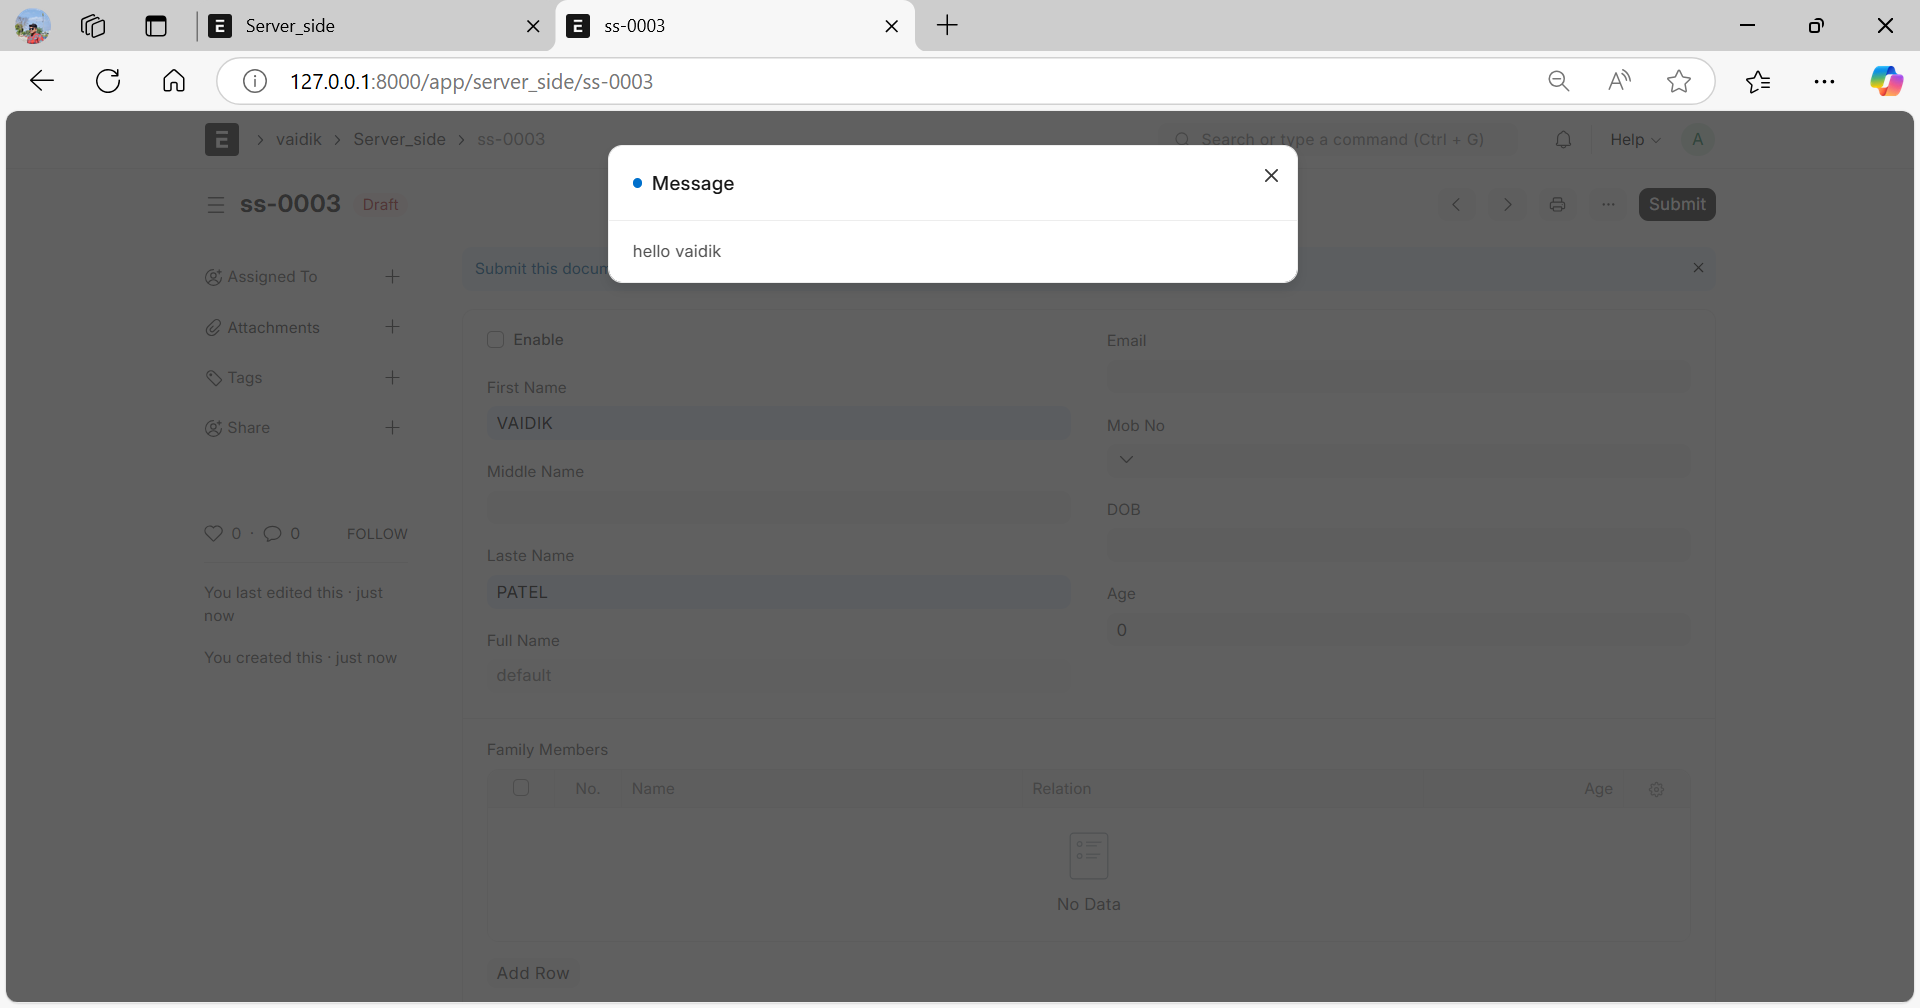 Server_side
ss-0003
127.0.0.1:8000/app/server_side/ss-0003
E
vaidik
Server_side
ss-0003
Search or type a command (Ctrl + G)
Help
A
ss-0003
Draft
Submit
Message
hello vaidik
Submit this
Assigned To
Attachments
Tags
Share
0 · 0
FOLLOW
You last edited this · just
now
You created this · just now
Enable
First Name
VAIDIK
Middle Name
Laste Name
PATEL
Full Name
default
Email
Mob No
DOB
Age
0
Family Members
No.
Name
Relation
Age
No Data
Add Row